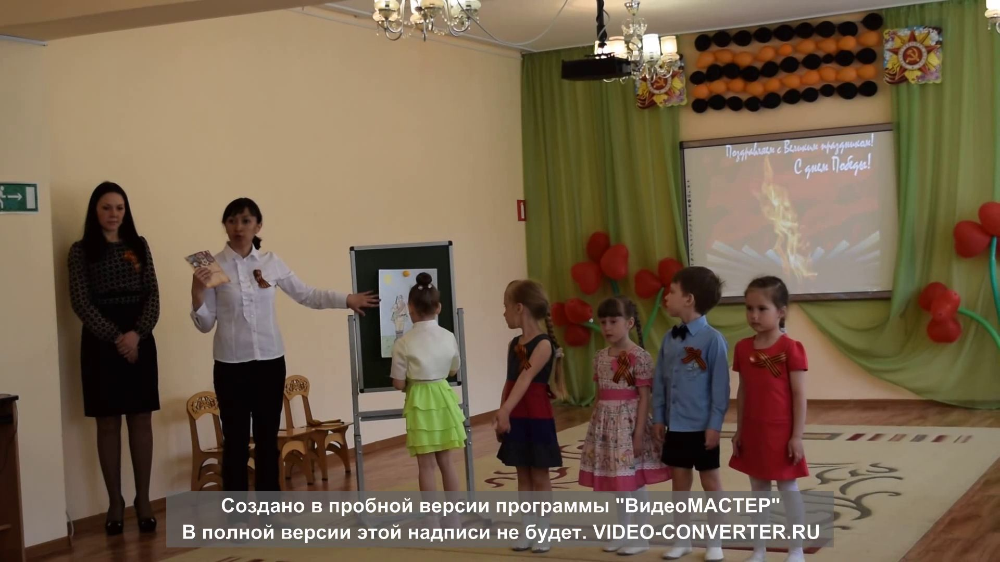 Поздравляем с Великим праздником!
С днем Победы!
Создано в пробной версии программы "ВидеоМАСТЕР"
В полной версии этой надписи не будет. VIDEO-CONVERTER.RU